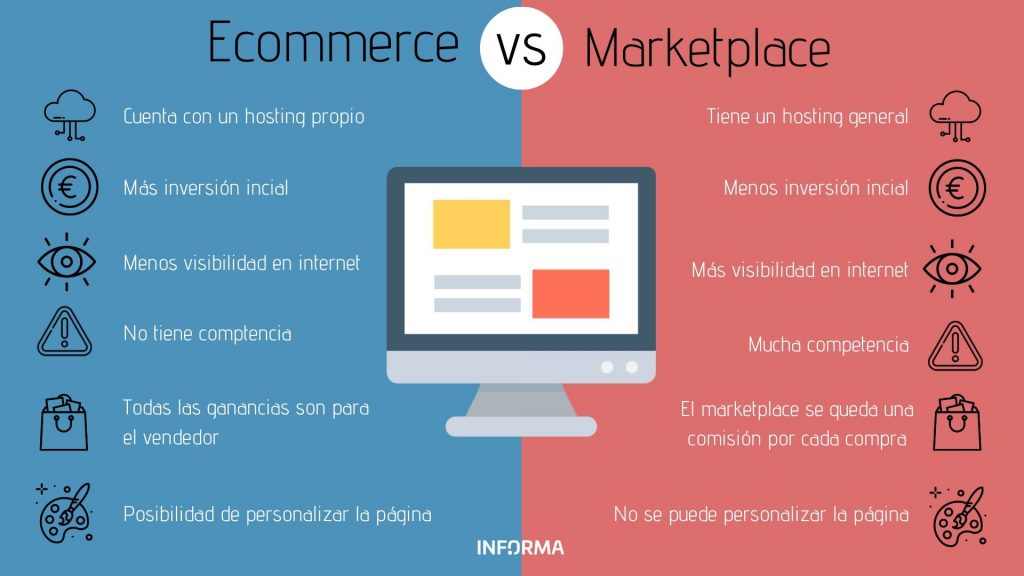 Ecommerce VS Marketplace
Cuenta con un hosting propio
Más inversión incial
Menos visibilidad en internet
No tiene comptencia
Todas las ganancias son para
el vendedor
Posibilidad de personalizar la página
Tiene un hosting general
Menos inversión incial
Más visibilidad en internet
Mucha competencia
El marketplace se queda una
comisión por cada compra
No se puede personalizar la página
INFORMA